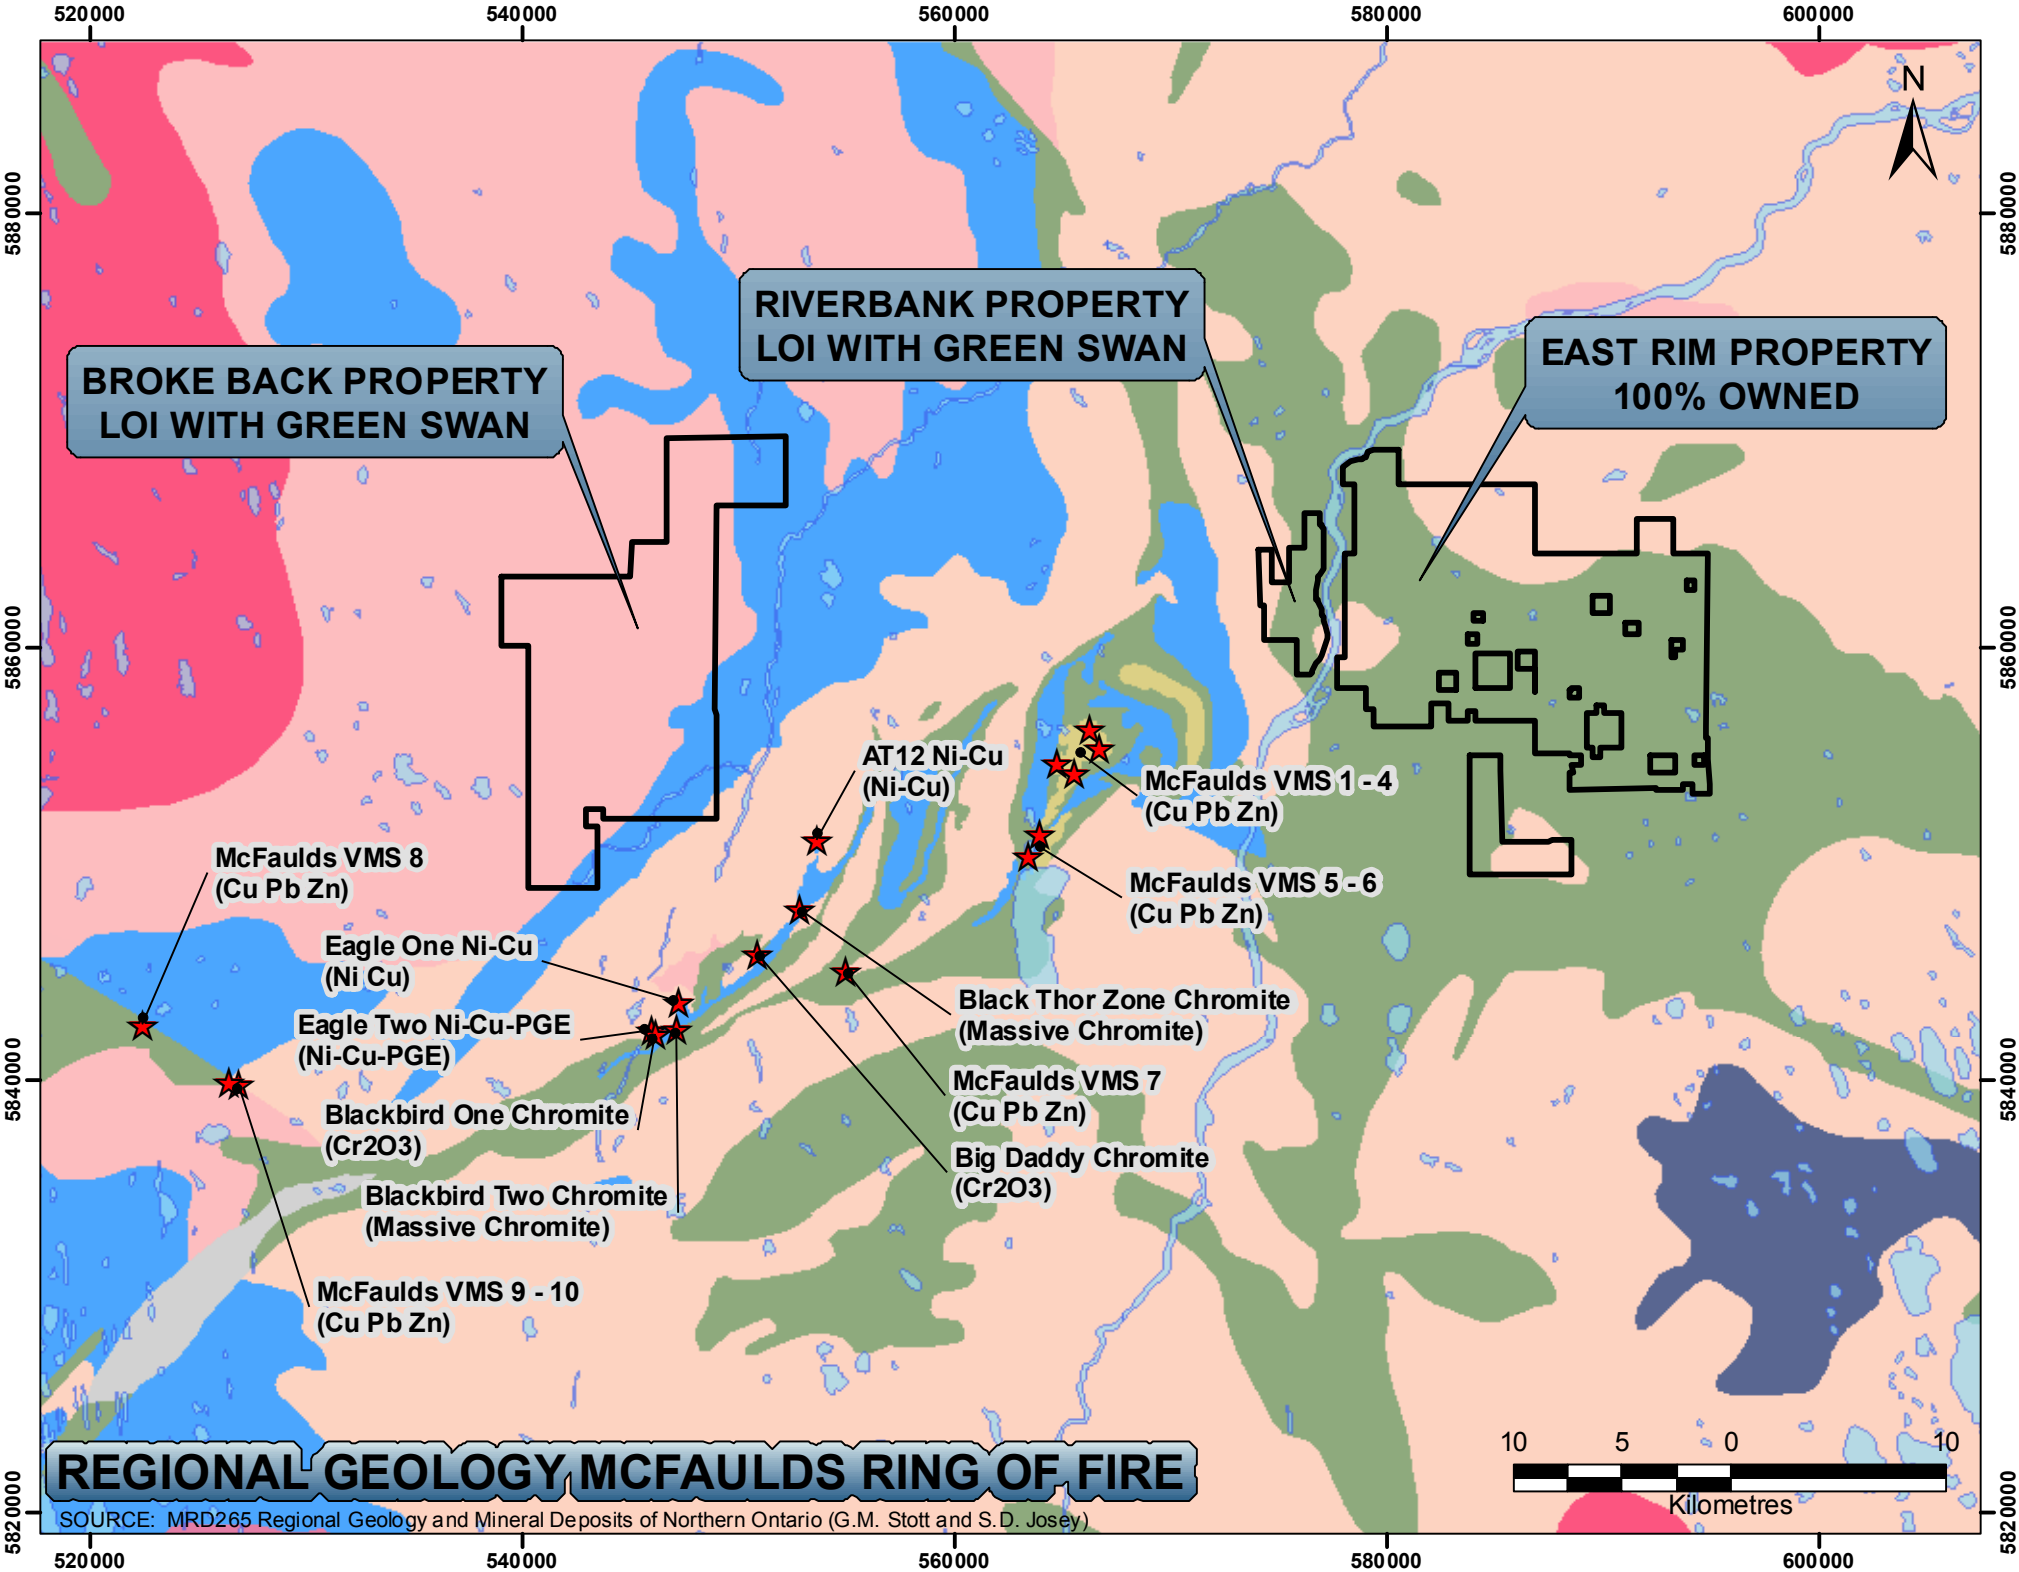 520000 540000 560000 580000 600000
N
5880000
5880000
RIVERBANK PROPERTY
LOI WITH GREEN SWAN
EAST RIM PROPERTY
100% OWNED
BROKE BACK PROPERTY
LOI WITH GREEN SWAN
5860000
5860000
AT12 Ni-Cu
(Ni-Cu)
McFaulds VMS 1 - 4
(Cu Pb Zn)
McFaulds VMS 8
(Cu Pb Zn)
McFaulds VMS 5 - 6
(Cu Pb Zn)
Eagle One Ni-Cu
(Ni Cu)
Black Thor Zone Chromite
(Massive Chromite)
Eagle Two Ni-Cu-PGE
(Ni-Cu-PGE)
5840000
5840000
McFaulds VMS 7
(Cu Pb Zn)
Blackbird One Chromite
(Cr2O3)
Big Daddy Chromite
(Cr2O3)
Blackbird Two Chromite
(Massive Chromite)
McFaulds VMS 9 - 10
(Cu Pb Zn)
10 5 0 10
Kilometres
REGIONAL GEOLOGY MCFAULDS RING OF FIRE
SOURCE: MRD265 Regional Geology and Mineral Deposits of Northern Ontario (G.M. Stott and S.D. Josey)
5820000
5820000
520000 540000 560000 580000 600000